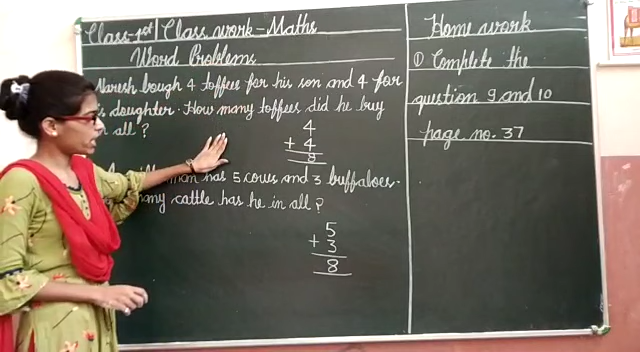 Class-1st | Class work - Maths
Word Problems
Naresh bough 4 toffees for his son and 4 for
daughter. How many toffees did he buy
all ?
4
+ 4
8
man has 5 cows and 3 buffaloes.
many cattle has he in all ?
5
+ 3
8
Home work
① Complete the
question 9 and 10
page no. 37